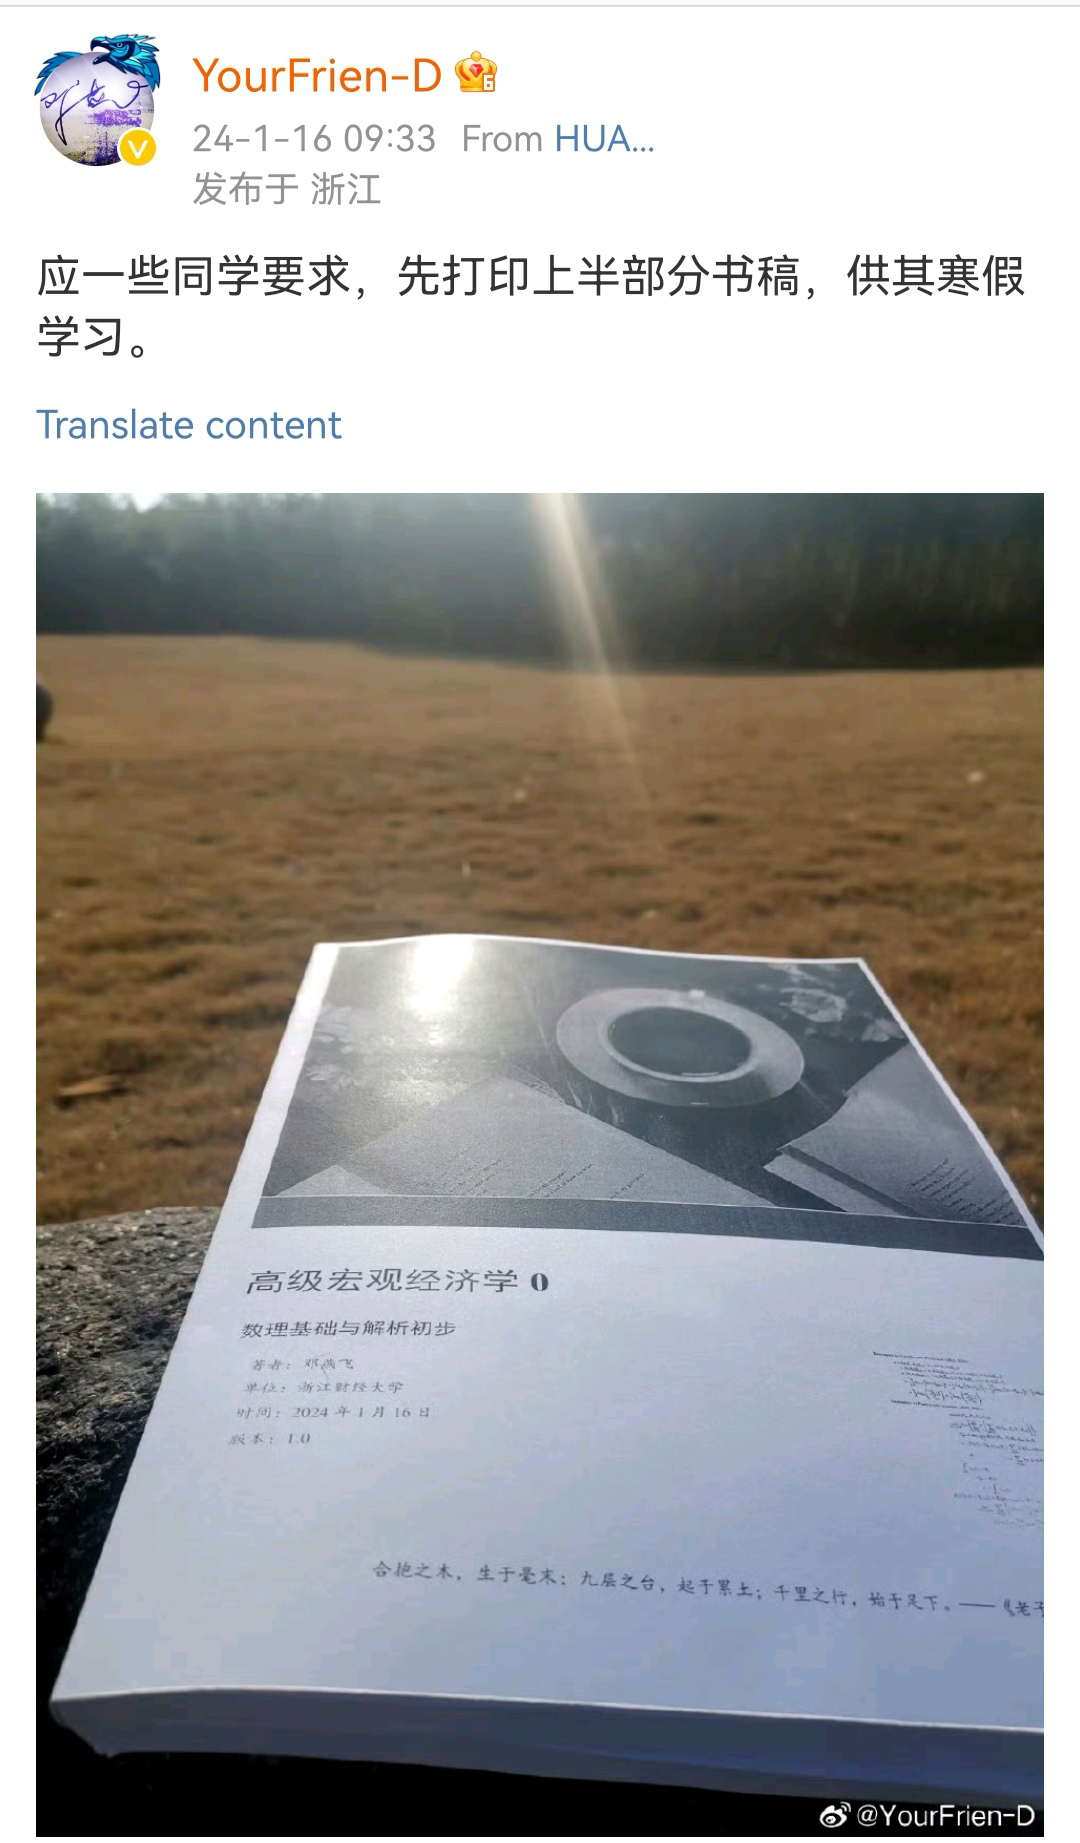 YourFrien-D
24-1-16 09:33 From HUA...
发布于 浙江
应一些同学要求，先打印上半部分书稿，供其寒假
学习。
Translate content
高级宏观经济学 0
数理基础与解析初步
著者：邓燕飞
单位：浙江财经大学
时间：2024 年 1 月 16 日
版本：1.0
合抱之木，生于毫末；九层之台，起于累土；千里之行，始于足下。——《老子
@YourFrien-D